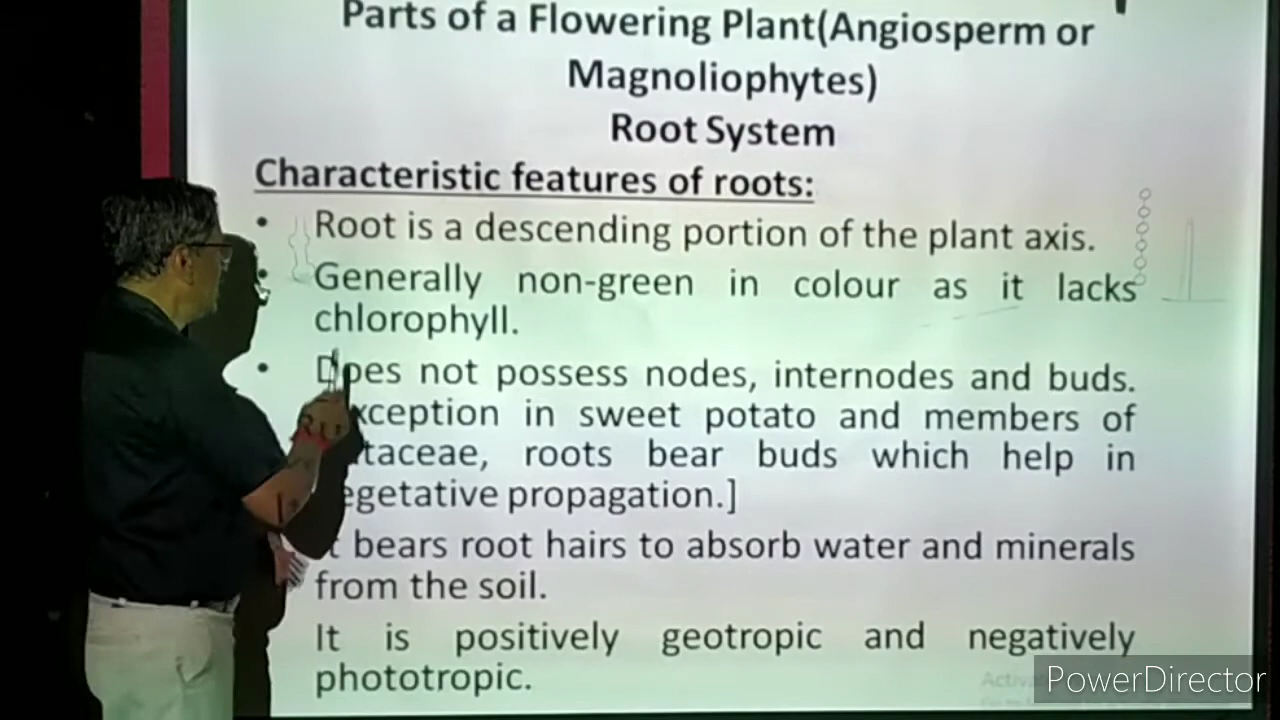 Parts of a Flowering Plant(Angiosperm or
Magnoliophytes)
Root System
Characteristic features of roots:
• Root is a descending portion of the plant axis.
Generally non-green in colour as it lacks
chlorophyll.
• Does not possess nodes, internodes and buds.
xception in sweet potato and members of
taceae, roots bear buds which help in
egetative propagation.]
t bears root hairs to absorb water and minerals
from the soil.
It is positively geotropic and negatively
phototropic.
Activa
PowerDirector